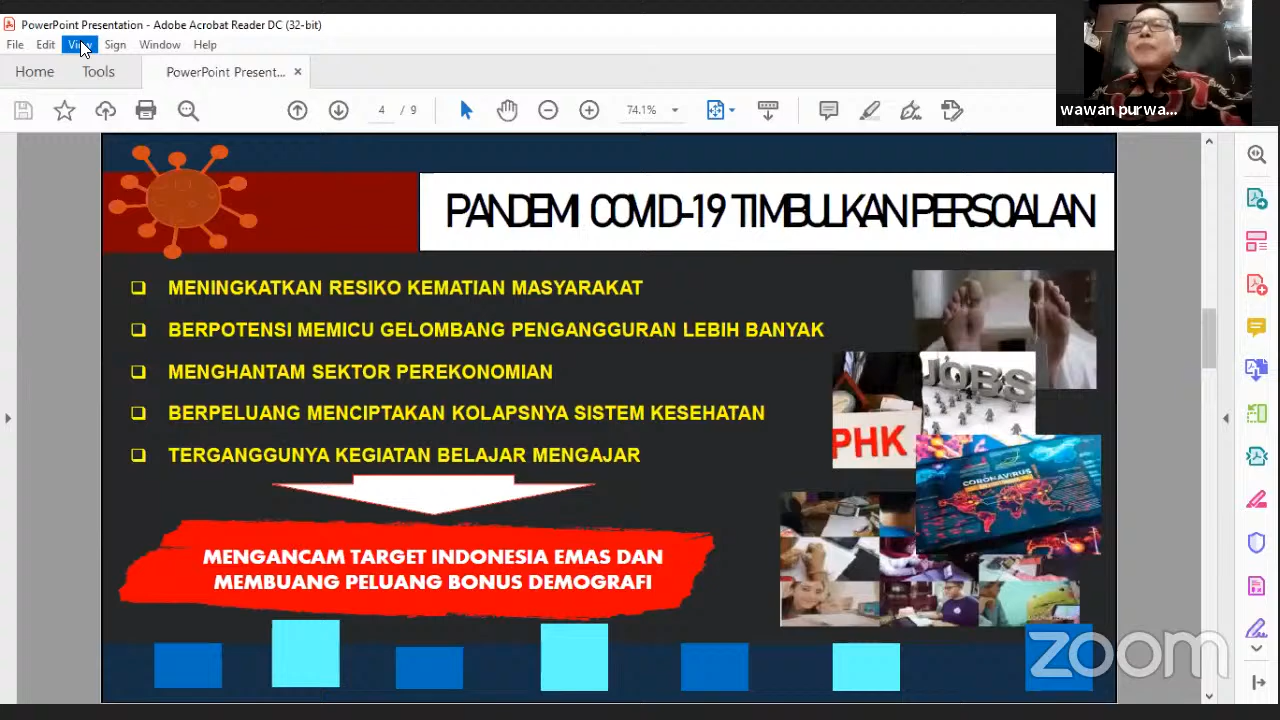 PowerPoint Presentation - Adobe Acrobat Reader DC (32-bit)
File Edit View Sign Window Help
Home Tools PowerPoint Present... ×
4 / 9 74.1%
wawan purwa...
PANDEMI COVID-19 TIMBULKAN PERSOALAN
MENINGKATKAN RESIKO KEMATIAN MASYARAKAT
BERPOTENSI MEMICU GELOMBANG PENGANGGURAN LEBIH BANYAK
MENGHANTAM SEKTOR PEREKONOMIAN
BERPELUANG MENCIPTAKAN KOLAPSNYA SISTEM KESEHATAN
TERGANGGUNYA KEGIATAN BELAJAR MENGAJAR
JOBS
PHK
CORONAVIRUS
MENGANCAM TARGET INDONESIA EMAS DAN
MEMBUANG PELUANG BONUS DEMOGRAFI
zoom